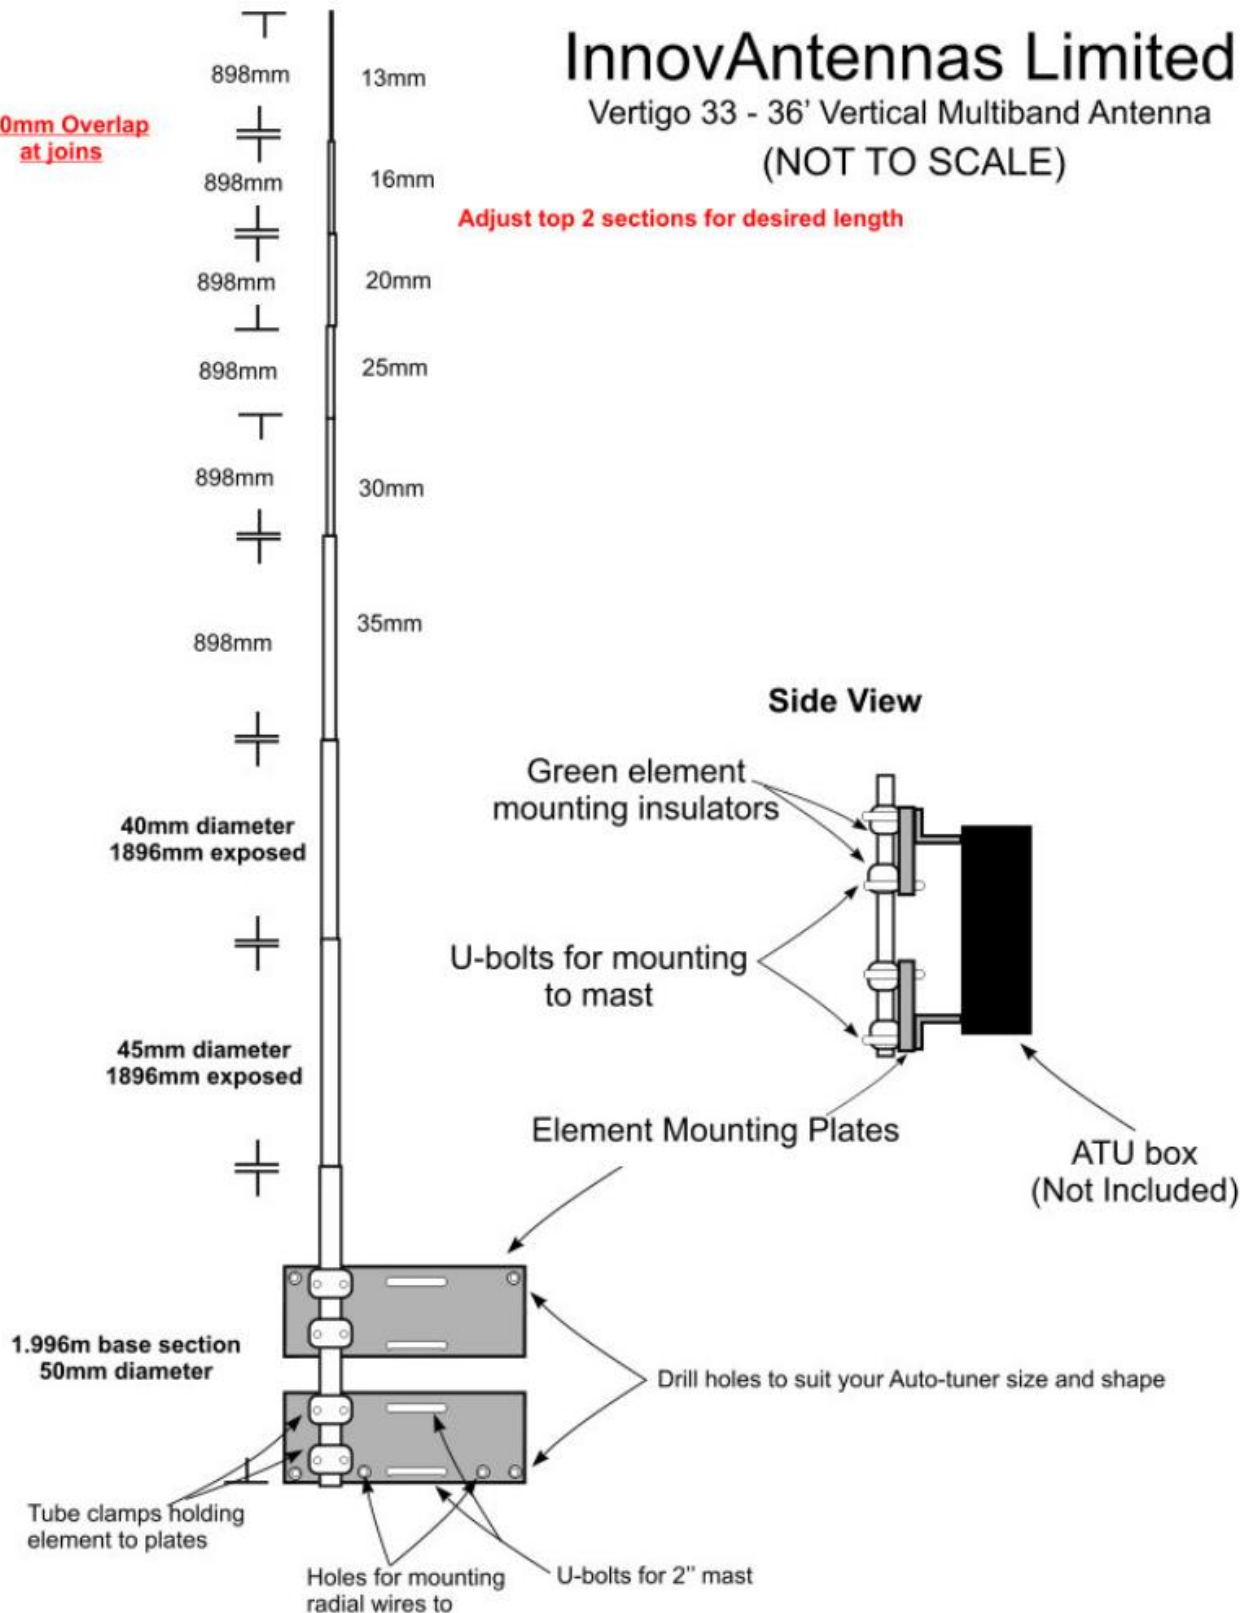 InnovAntennas Limited
Vertigo 33 - 36' Vertical Multiband Antenna
(NOT TO SCALE)
898mm
13mm
0mm Overlap
at joins
898mm
16mm
Adjust top 2 sections for desired length
898mm
20mm
898mm
25mm
898mm
30mm
898mm
35mm
Side View
Green element
mounting insulators
40mm diameter
1896mm exposed
U-bolts for mounting
to mast
45mm diameter
1896mm exposed
Element Mounting Plates
ATU box
(Not Included)
1.996m base section
50mm diameter
Drill holes to suit your Auto-tuner size and shape
Tube clamps holding
element to plates
Holes for mounting
radial wires to
U-bolts for 2" mast